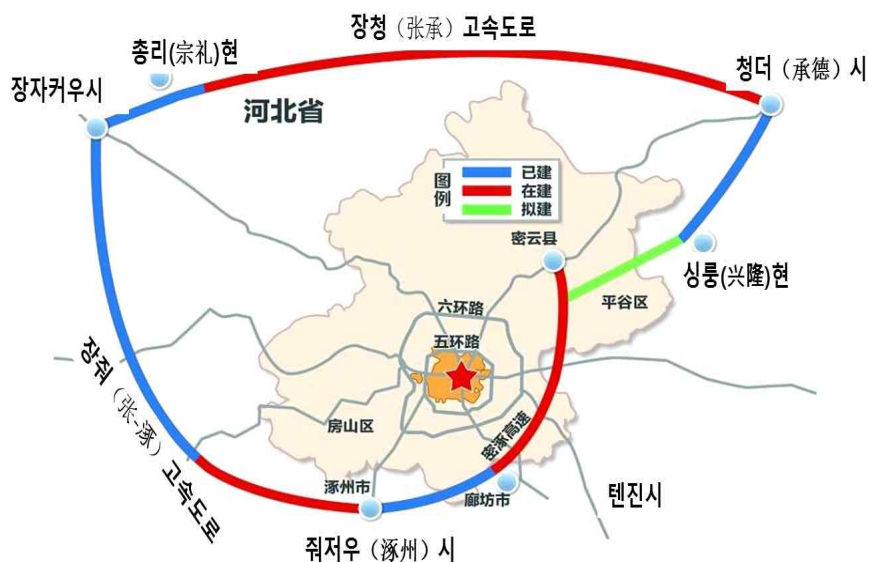 장청（张承）고속도로
총리(宗礼)현
청더（承德）시
장자커우시
河北省
图例
已建
在建
拟建
密云县
싱룽(兴隆)현
平谷区
六环路
五环路
장줘（张-涿）고속도로
房山区
密涿高速
涿州市
廊坊市
텐진시
줘저우（涿州）시